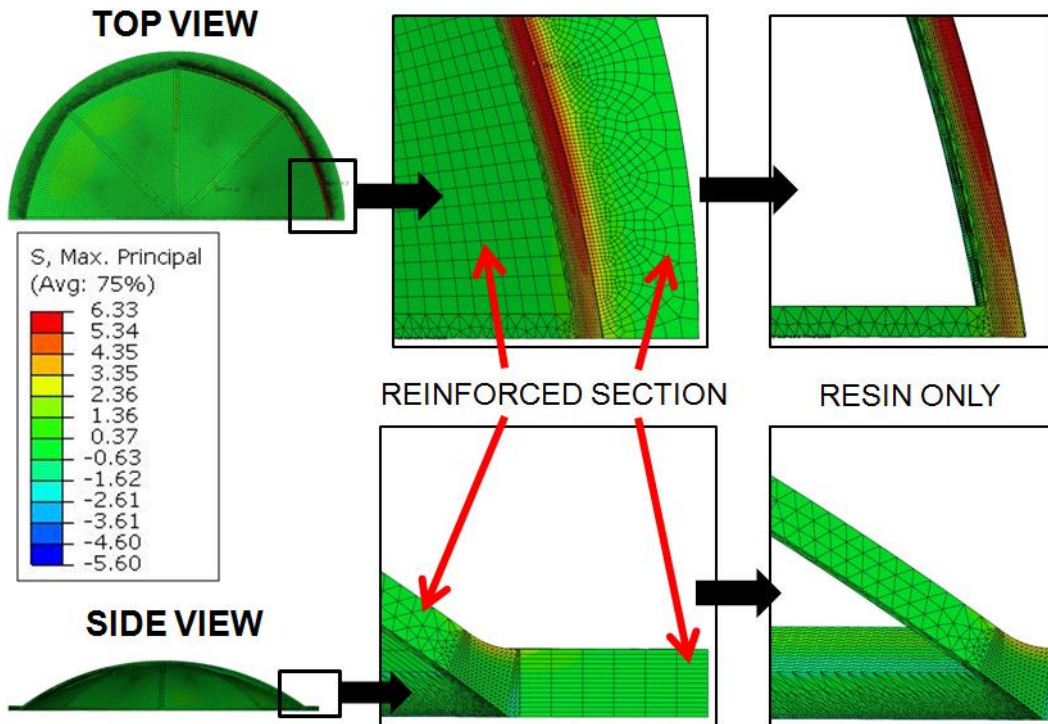 TOP VIEW
S, Max. Principal
(Avg: 75%)
6.33
5.34
4.35
3.35
2.36
1.36
0.37
-0.63
-1.62
-2.61
-3.61
-4.60
-5.60
REINFORCED SECTION
RESIN ONLY
SIDE VIEW